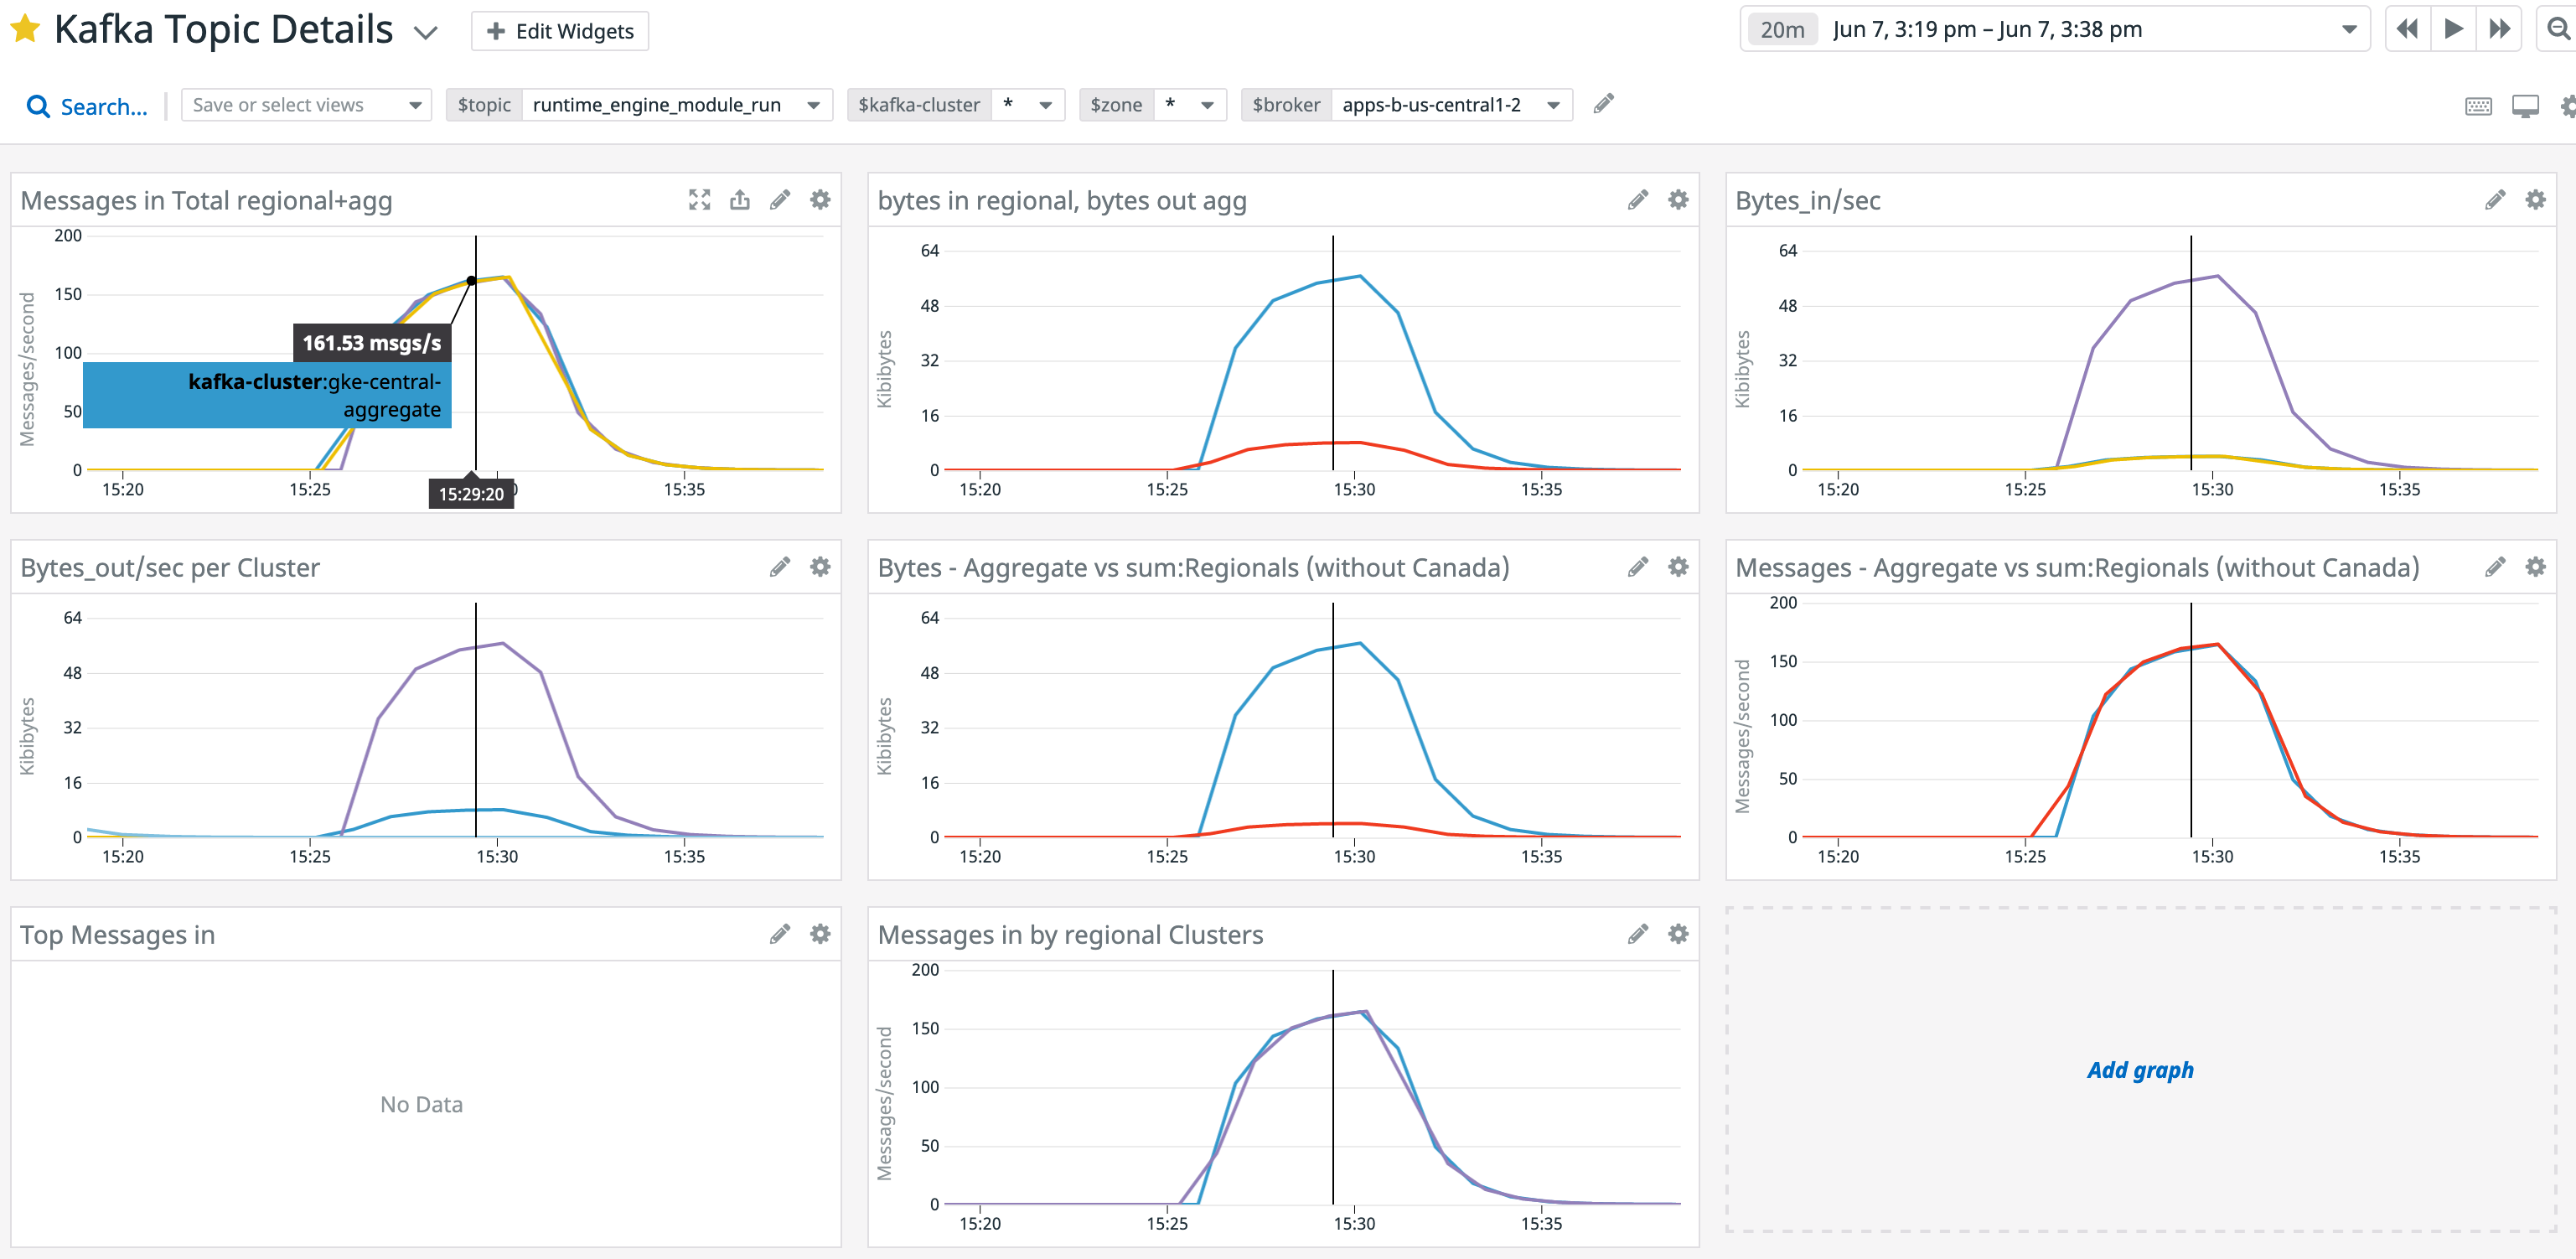 Kafka Topic Details
Edit Widgets
20m Jun 7, 3:19 pm – Jun 7, 3:38 pm
Search...
Save or select views
$topic runtime_engine_module_run
$kafka-cluster *
$zone *
$broker apps-b-us-central1-2
Messages in Total regional+agg
Messages/second
200
150
100
50
0
161.53 msgs/s
kafka-cluster:gke-central-
aggregate
15:20 15:25 15:35
15:29:20
bytes in regional, bytes out agg
Kibibytes
64
48
32
16
0
15:20 15:25 15:30 15:35
Bytes_in/sec
Kibibytes
64
48
32
16
0
15:20 15:25 15:30 15:35
Bytes_out/sec per Cluster
Kibibytes
64
48
32
16
0
15:20 15:25 15:30 15:35
Bytes - Aggregate vs sum:Regionals (without Canada)
Kibibytes
64
48
32
16
0
15:20 15:25 15:30 15:35
Messages - Aggregate vs sum:Regionals (without Canada)
Messages/second
200
150
100
50
0
15:20 15:25 15:30 15:35
Top Messages in
No Data
Messages in by regional Clusters
Messages/second
200
150
100
50
0
15:20 15:25 15:30 15:35
Add graph